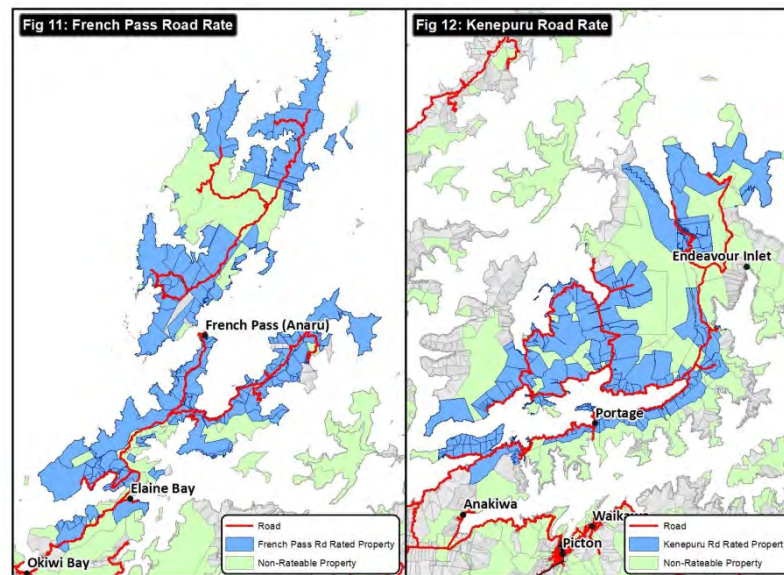 Fig 11: French Pass Road Rate
French Pass (Anaru)
Elaine Bay
Okiwi Bay
Road
French Pass Rd Rated Property
Non-Rateable Property
Fig 12: Kenepuru Road Rate
Endeavour Inlet
Portage
Anakiwa
Waikawa
Picton
Road
Kenepuru Rd Rated Property
Non-Rateable Property